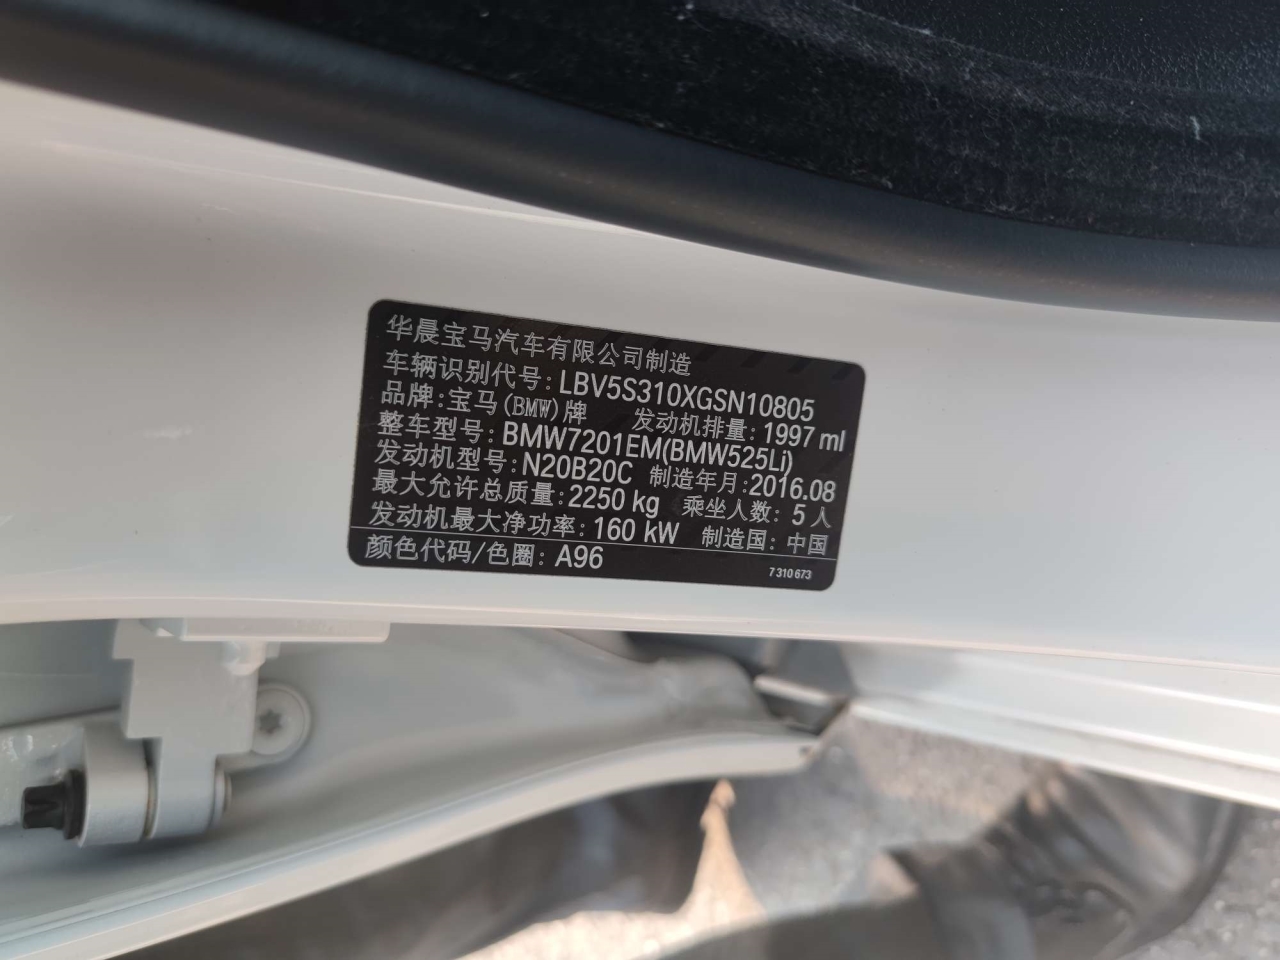 华晨宝马汽车有限公司制造
车辆识别代号: LBV5S310XGSN10805
品牌: 宝马(BMW)牌 发动机排量: 1997 ml
整车型号: BMW7201EM(BMW525Li)
发动机型号: N20B20C 制造年月: 2016.08
最大允许总质量: 2250 kg 乘坐人数: 5 人
发动机最大净功率: 160 kW 制造国: 中国
颜色代码/色圈: A96 7 310 673